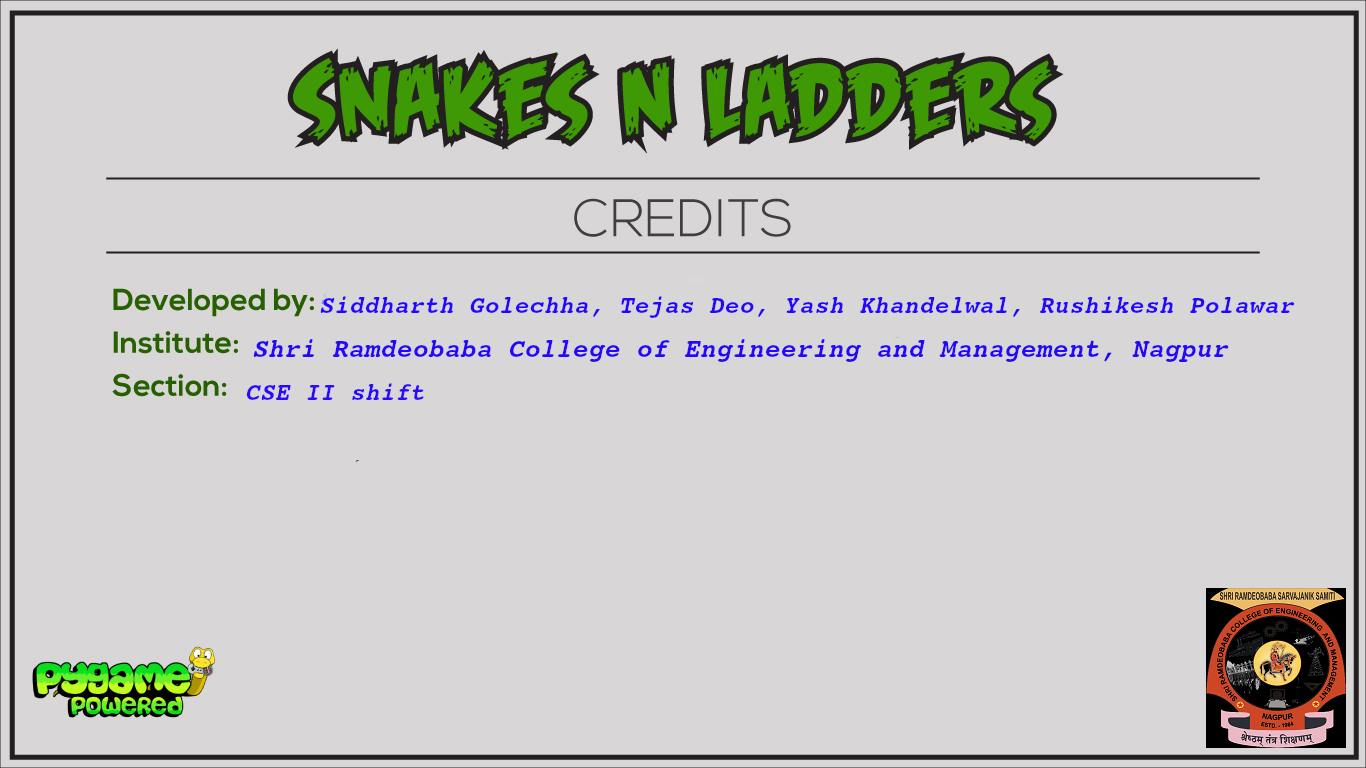 SNAKES N LADDERS
CREDITS
Developed by: Siddharth Golechha, Tejas Deo, Yash Khandelwal, Rushikesh Polawar
Institute: Shri Ramdeobaba College of Engineering and Management, Nagpur
Section: CSE II shift
pygame
powered
SHRI RAMDEOBABA SARVAJANIK SAMITI
SHRI RAMDEOBABA COLLEGE OF ENGINEERING AND MANAGEMENT
NAGPUR
ESTD. - 1984
श्रेष्ठम् तंत्र शिक्षणम्